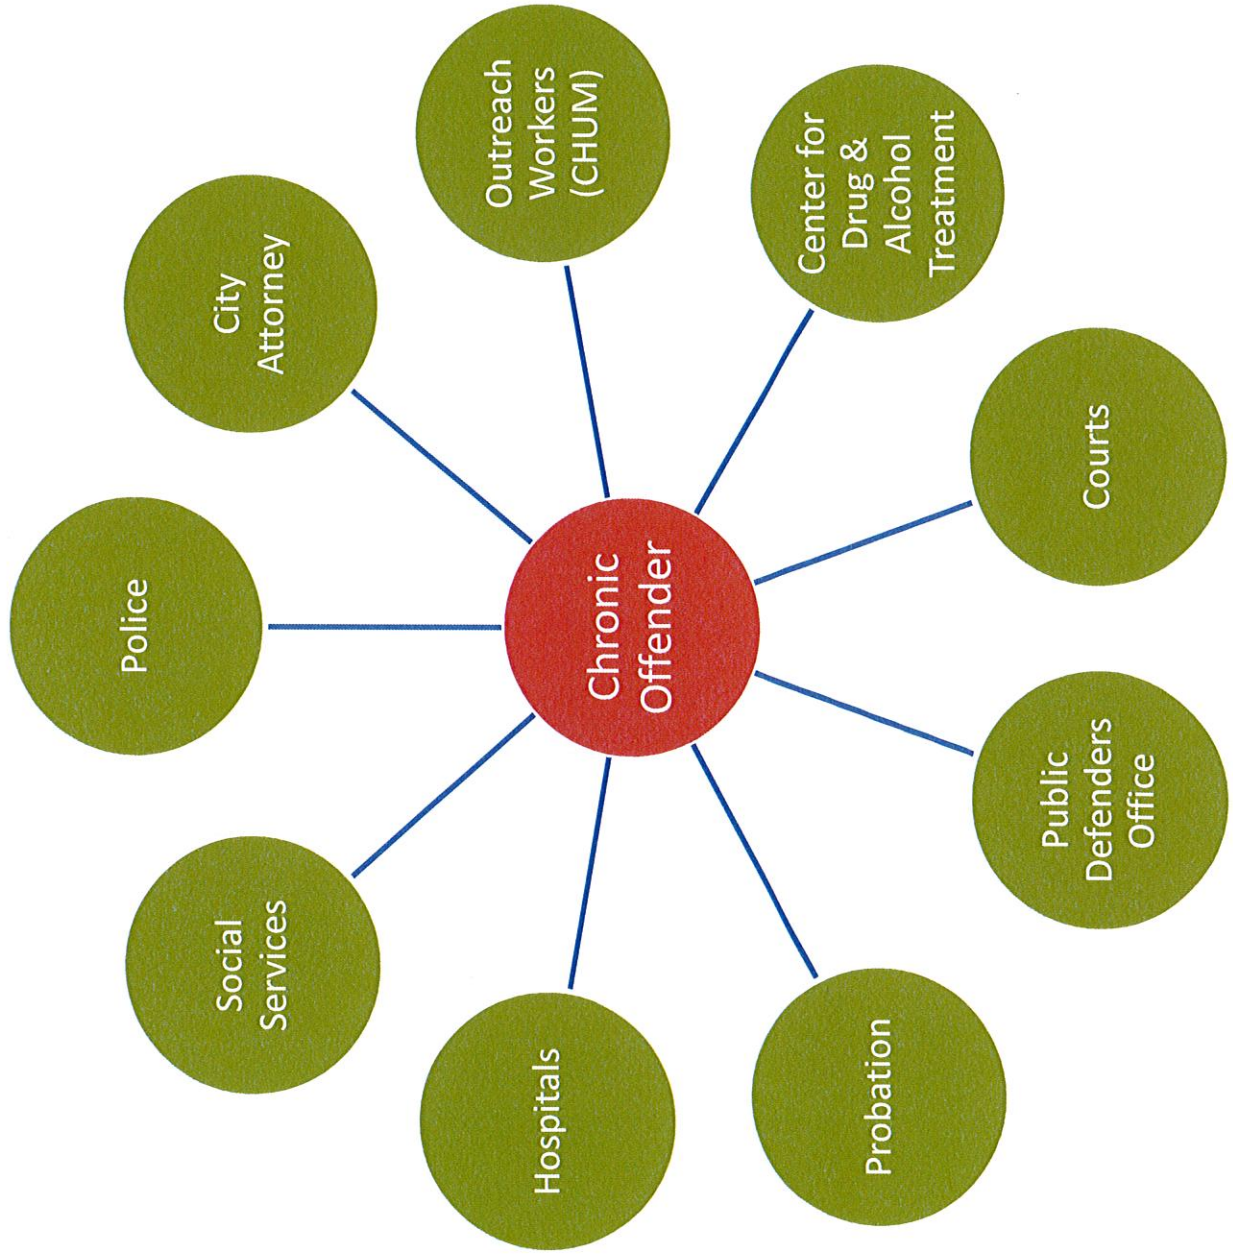 Police
City
Attorney
Outreach
Workers
(CHUM)
Center for
Drug &
Alcohol
Treatment
Courts
Public
Defenders
Office
Probation
Hospitals
Social
Services
Chronic
Offender